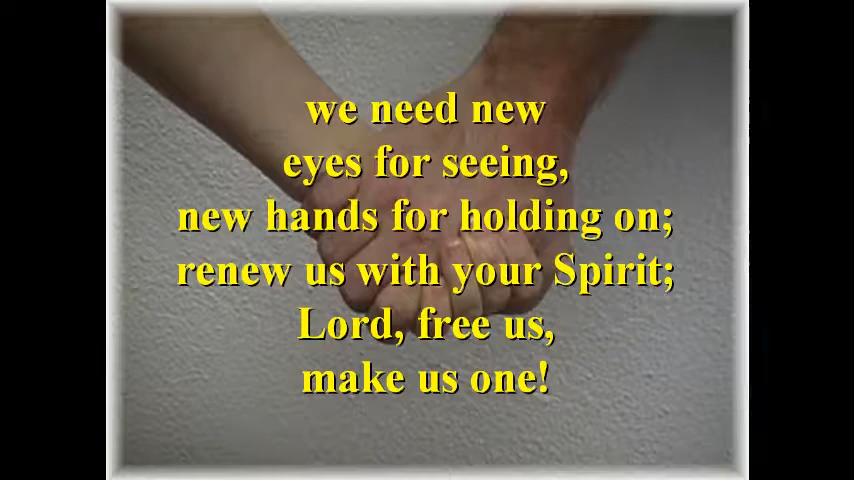 we need new
eyes for seeing,
new hands for holding on;
renew us with your Spirit;
Lord, free us,
make us one!